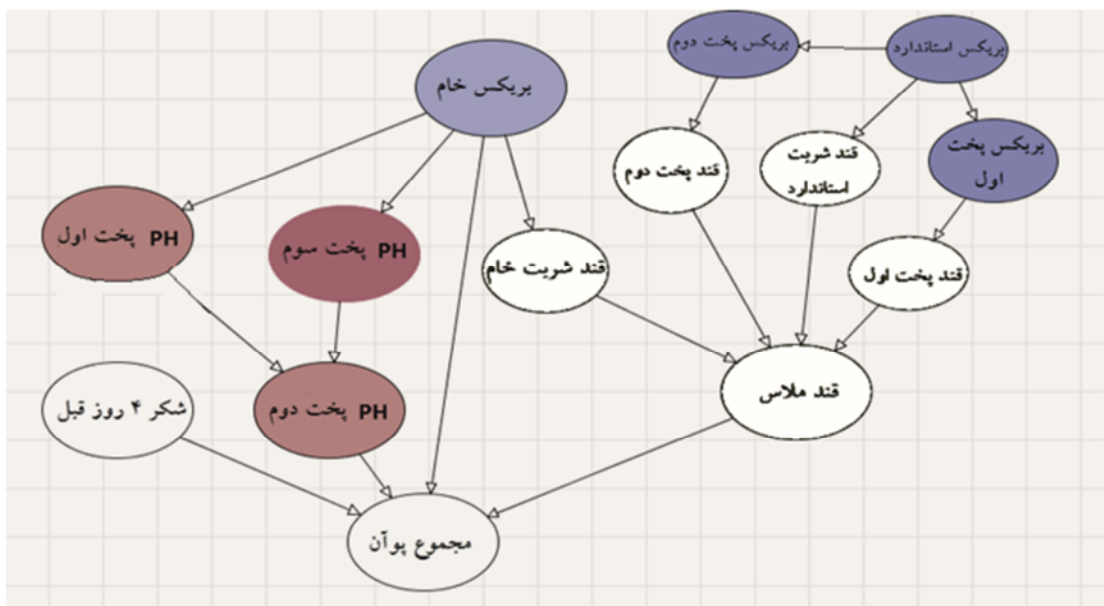 بریکس استاندارد
بریکس پخت دوم
بریکس خام
بریکس پخت
اول
قند شربت
استاندارد
قند پخت دوم
PH پخت اول
PH پخت سوم
قند شربت خام
قند پخت اول
قند ملاس
شکر ۴ روز قبل
PH پخت دوم
مجموع پوآن